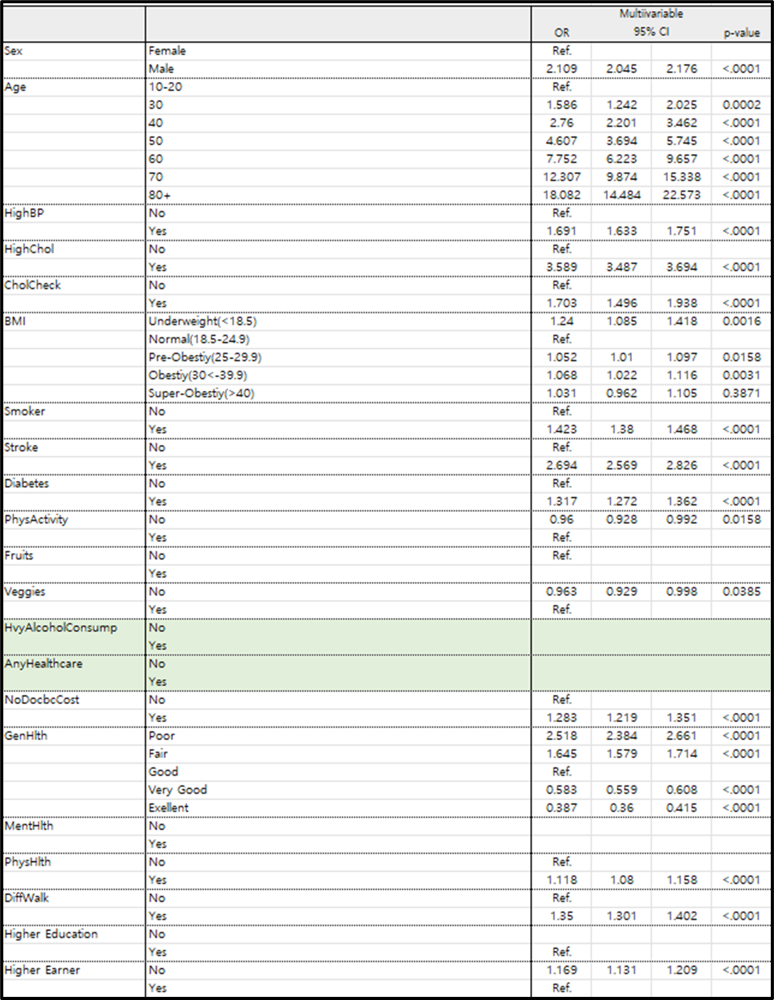 Multiivariable
OR 95% CI p-value
Sex Female Ref.
Male 2.109 2.045 2.176 <.0001
Age 10-20 Ref.
30 1.586 1.242 2.025 0.0002
40 2.76 2.201 3.462 <.0001
50 4.607 3.694 5.745 <.0001
60 7.752 6.223 9.657 <.0001
70 12.307 9.874 15.338 <.0001
80+ 18.082 14.484 22.573 <.0001
HighBP No Ref.
Yes 1.691 1.633 1.751 <.0001
HighChol No Ref.
Yes 3.589 3.487 3.694 <.0001
CholCheck No Ref.
Yes 1.703 1.496 1.938 <.0001
BMI Underweight(<18.5) 1.24 1.085 1.418 0.0016
Normal(18.5-24.9) Ref.
Pre-Obestiy(25-29.9) 1.052 1.01 1.097 0.0158
Obestiy(30<-39.9) 1.068 1.022 1.116 0.0031
Super-Obestiy(>40) 1.031 0.962 1.105 0.3871
Smoker No Ref.
Yes 1.423 1.38 1.468 <.0001
Stroke No Ref.
Yes 2.694 2.569 2.826 <.0001
Diabetes No Ref.
Yes 1.317 1.272 1.362 <.0001
PhysActivity No 0.96 0.928 0.992 0.0158
Yes Ref.
Fruits No Ref.
Yes
Veggies No 0.963 0.929 0.998 0.0385
Yes Ref.
HvyAlcoholConsump No
Yes
AnyHealthcare No
Yes
NoDocbcCost No Ref.
Yes 1.283 1.219 1.351 <.0001
GenHlth Poor 2.518 2.384 2.661 <.0001
Fair 1.645 1.579 1.714 <.0001
Good Ref.
Very Good 0.583 0.559 0.608 <.0001
Exellent 0.387 0.36 0.415 <.0001
MentHlth No
Yes
PhysHlth No Ref.
Yes 1.118 1.08 1.158 <.0001
DiffWalk No Ref.
Yes 1.35 1.301 1.402 <.0001
Higher Education No
Yes Ref.
Higher Earner No 1.169 1.131 1.209 <.0001
Yes Ref.